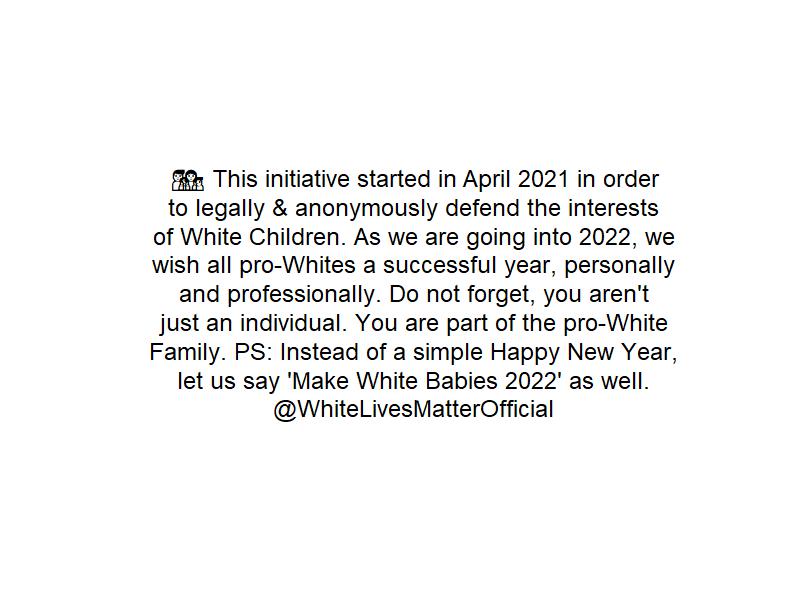 👨‍👩‍👧‍👦 This initiative started in April 2021 in order
to legally & anonymously defend the interests
of White Children. As we are going into 2022, we
wish all pro-Whites a successful year, personally
and professionally. Do not forget, you aren't
just an individual. You are part of the pro-White
Family. PS: Instead of a simple Happy New Year,
let us say 'Make White Babies 2022' as well.
@WhiteLivesMatterOfficial